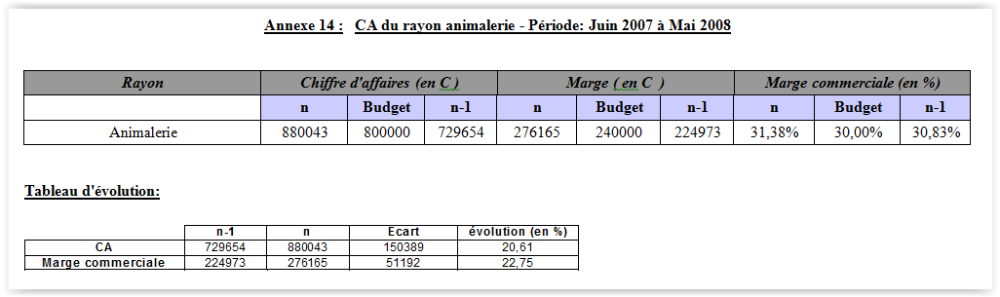 Annexe 14 : CA du rayon animalerie - Période: Juin 2007 à Mai 2008
Rayon Chiffre d'affaires (en C ) Marge ( en C ) Marge commerciale (en %)
n Budget n-1 n Budget n-1 n Budget n-1
Animalerie 880043 800000 729654 276165 240000 224973 31,38% 30,00% 30,83%
Tableau d'évolution:
n-1 n Ecart évolution (en %)
CA 729654 880043 150389 20,61
Marge commerciale 224973 276165 51192 22,75